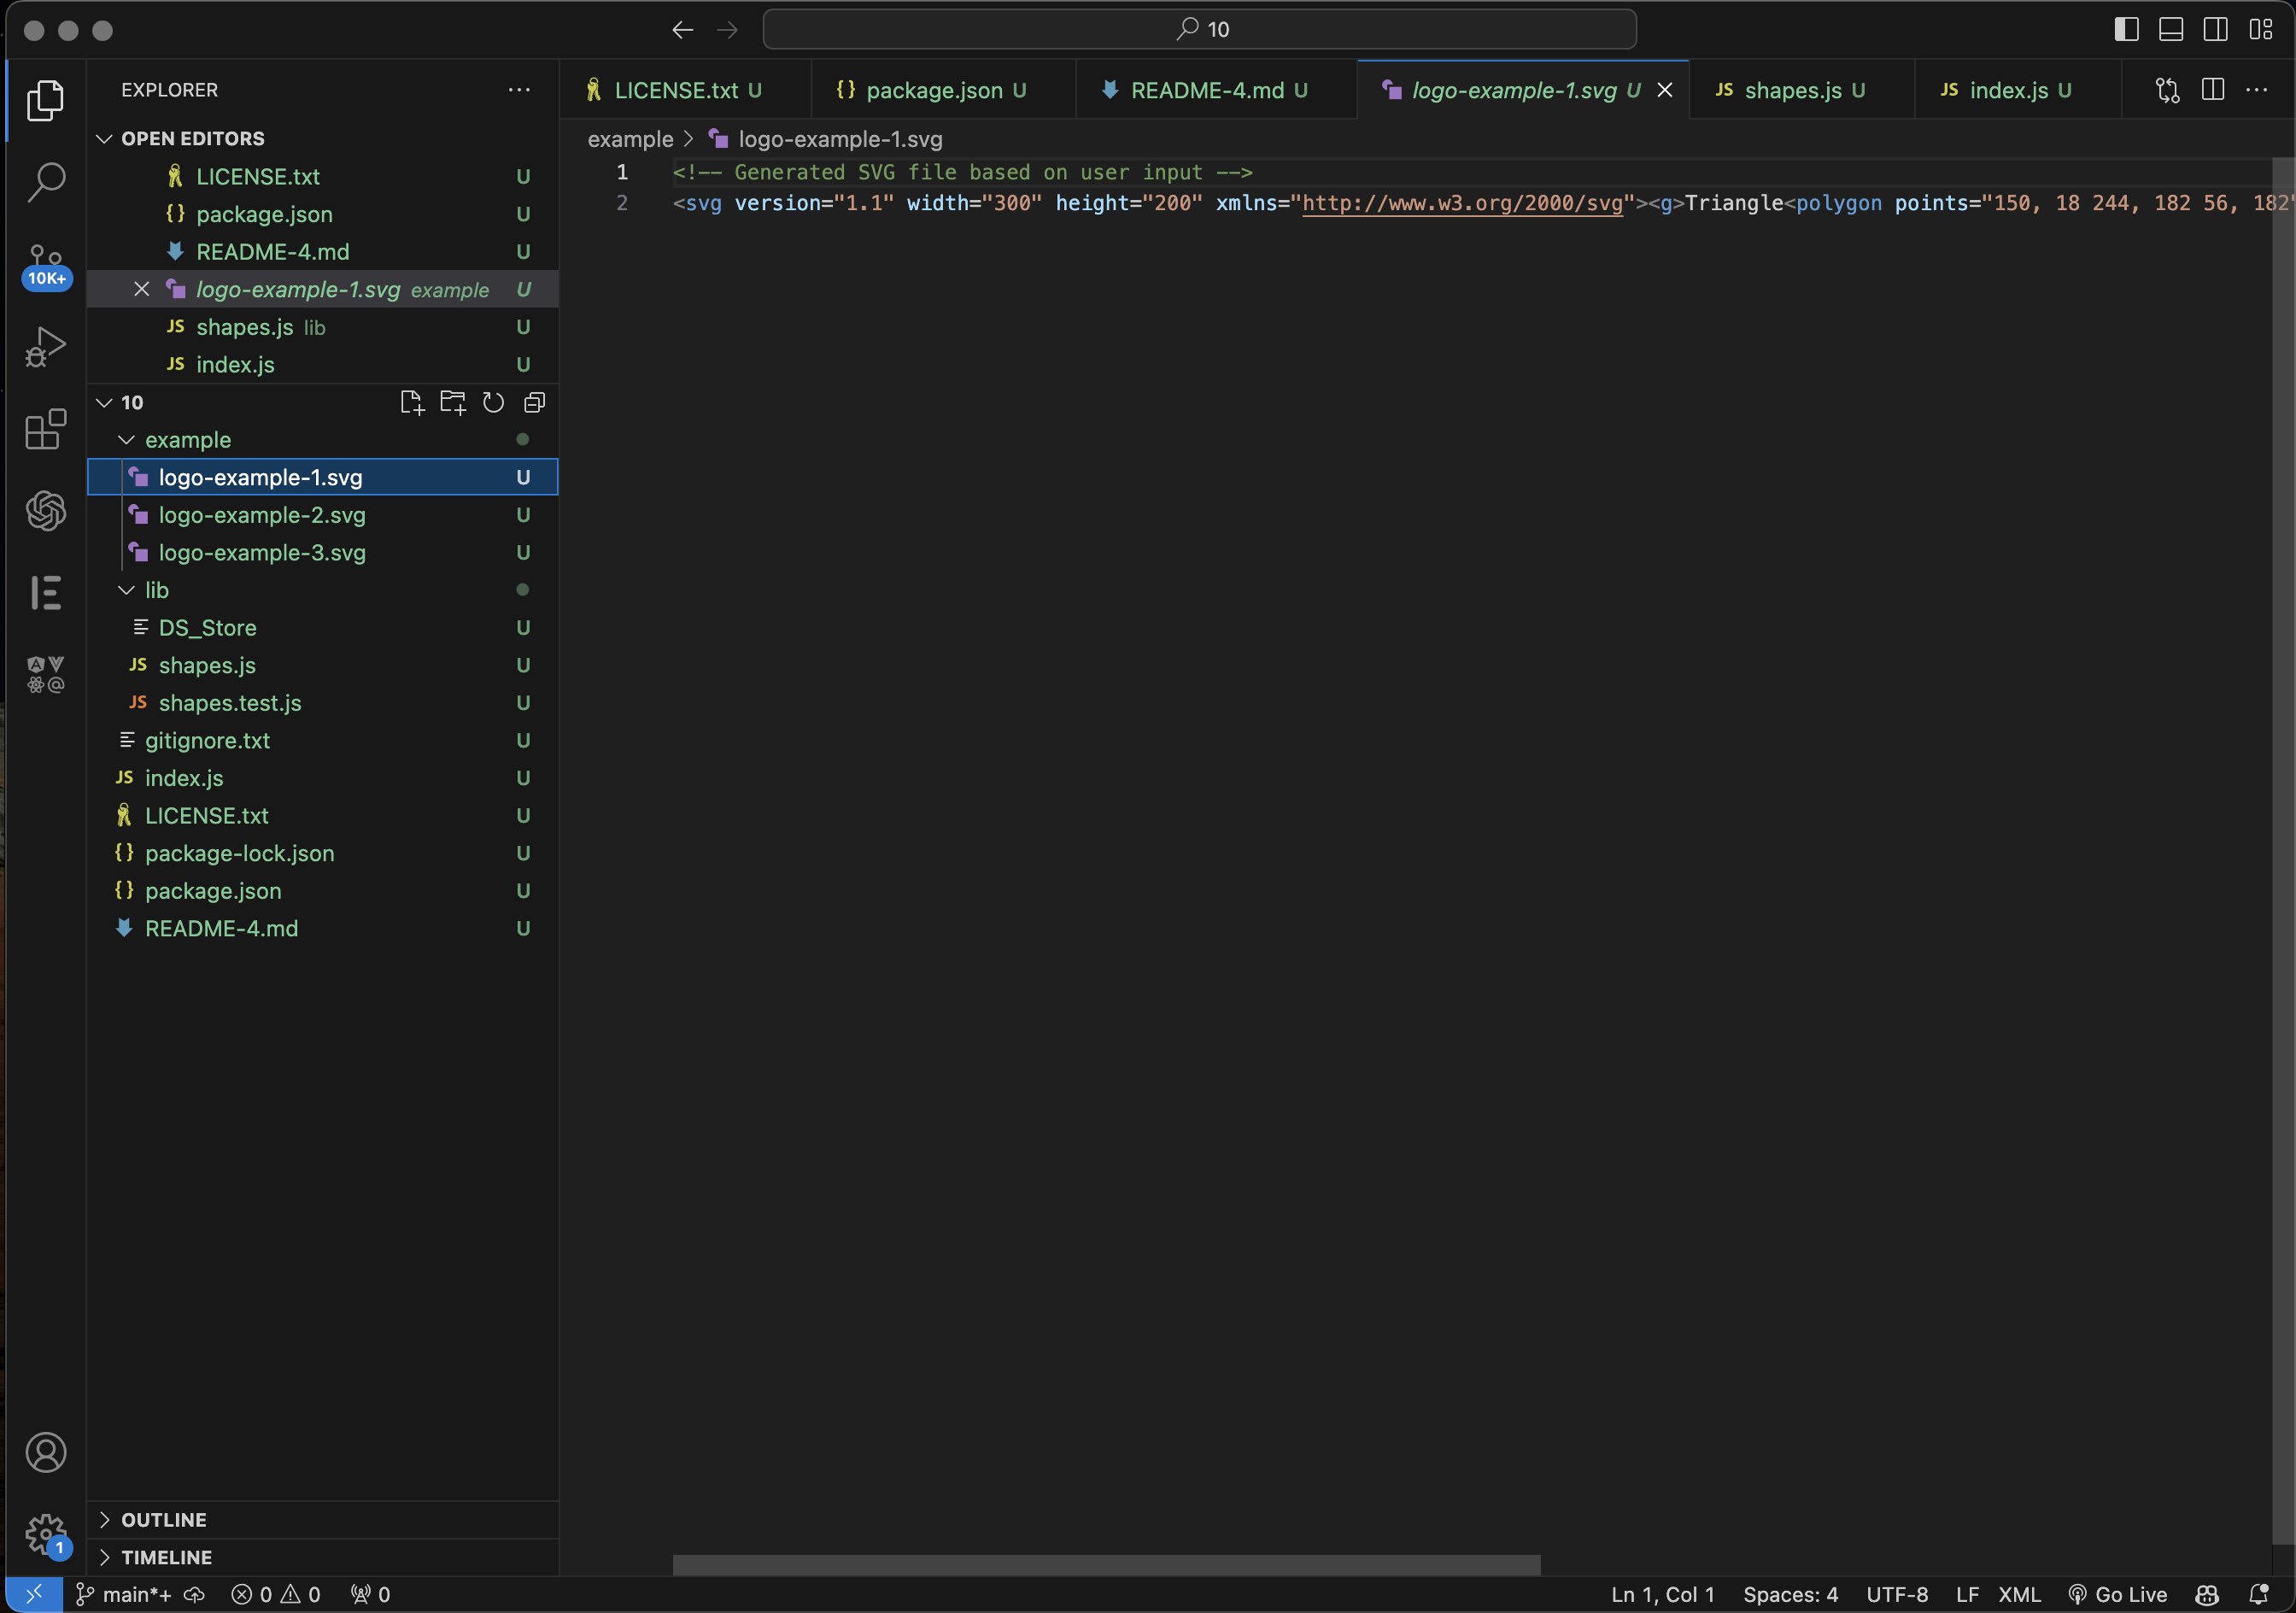 10
EXPLORER
OPEN EDITORS
LICENSE.txt U
package.json U
README-4.md U
logo-example-1.svg example U
shapes.js lib U
index.js U
10
example
logo-example-1.svg U
logo-example-2.svg U
logo-example-3.svg U
lib
DS_Store U
JS shapes.js U
JS shapes.test.js U
gitignore.txt U
JS index.js U
LICENSE.txt U
{} package-lock.json U
{} package.json U
README-4.md U
OUTLINE
TIMELINE
10K+
1
LICENSE.txt U {} package.json U README-4.md U logo-example-1.svg U JS shapes.js U JS index.js U
example > logo-example-1.svg
1 <!-- Generated SVG file based on user input -->
2 <svg version="1.1" width="300" height="200" xmlns="http://www.w3.org/2000/svg"><g>Triangle<polygon points="150, 18 244, 182 56, 182"
main*+ 0 0 0 Ln 1, Col 1 Spaces: 4 UTF-8 LF XML Go Live